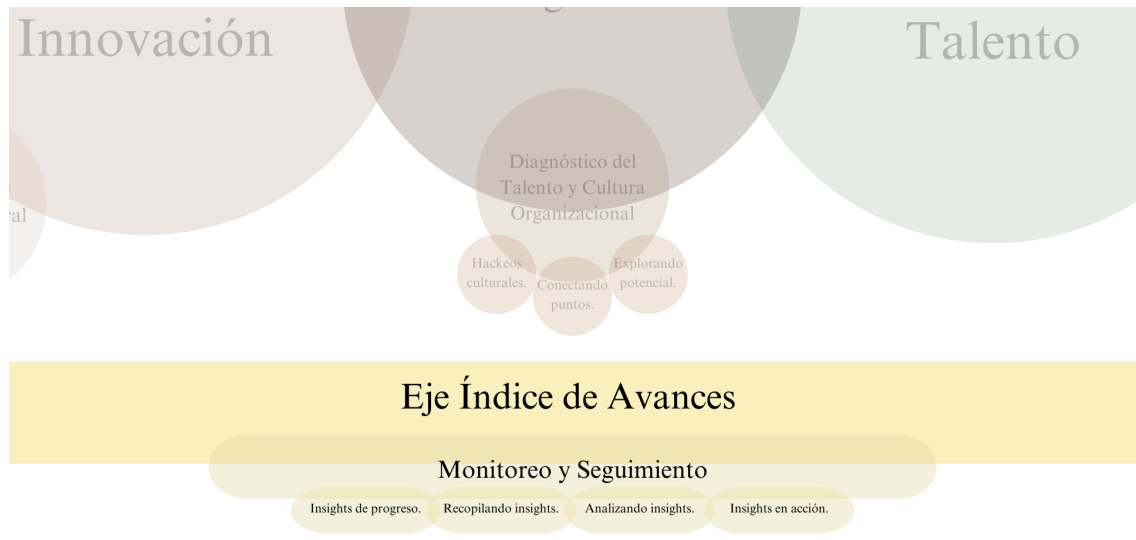 Innovación
Talento
Diagnóstico del
Talento y Cultura
Organizacional
Hackeos
culturales.
Conectando
puntos.
Explorando
potencial.
Eje Índice de Avances
Monitoreo y Seguimiento
Insights de progreso.
Recopilando insights.
Analizando insights.
Insights en acción.